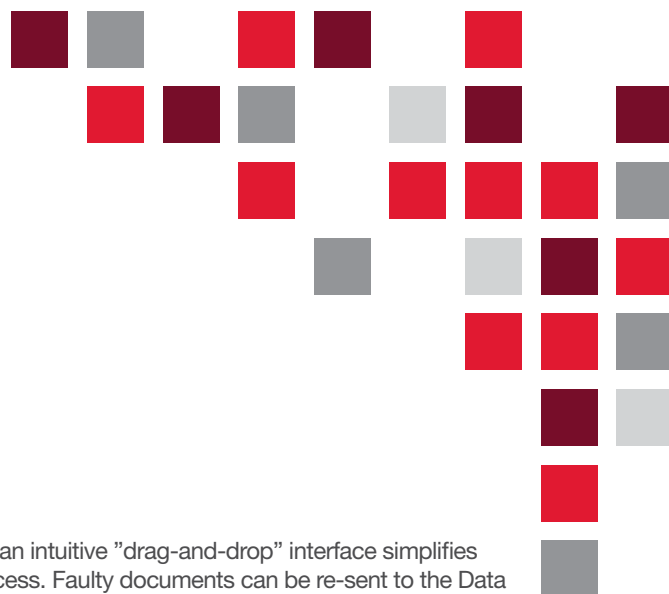 an intuitive ”drag-and-drop” interface simplifies
cess. Faulty documents can be re-sent to the Data